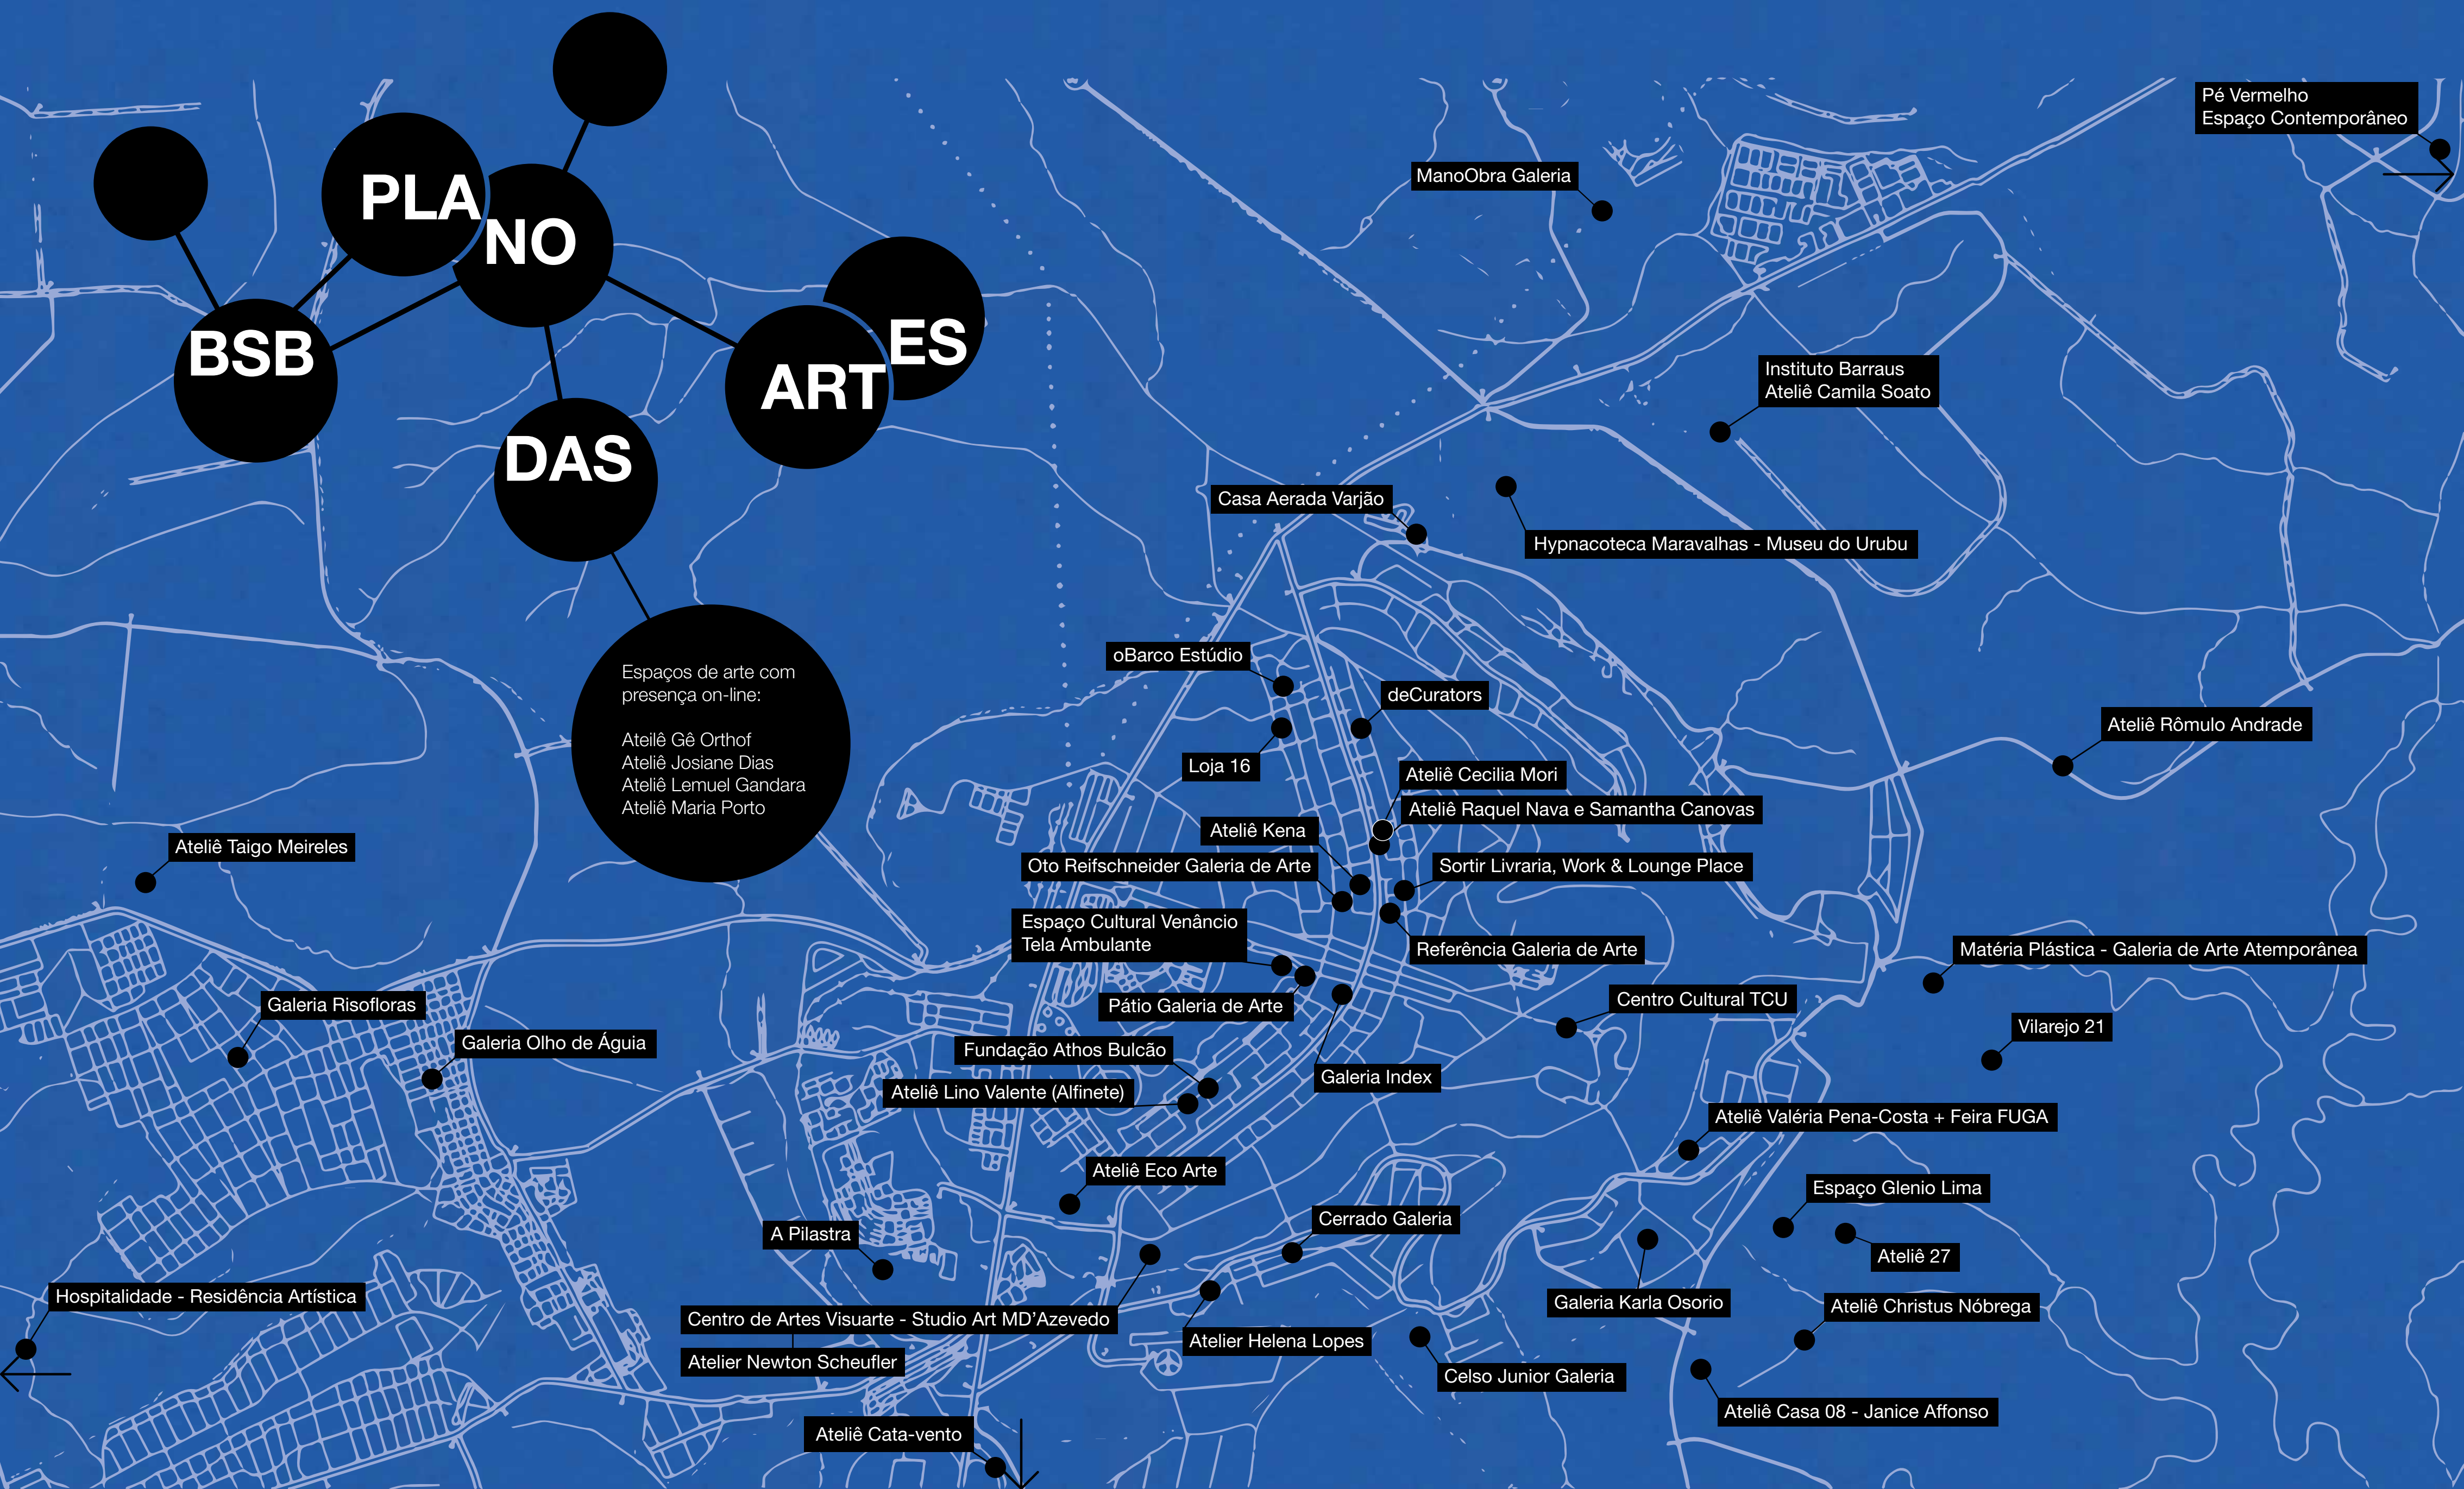 BSB
PLA
NO
DAS
ART
ES
Espaços de arte com
presença on-line:
Ateilê Gê Orthof
Ateliê Josiane Dias
Ateliê Lemuel Gandara
Ateliê Maria Porto
Pé Vermelho
Espaço Contemporâneo
ManoObra Galeria
Instituto Barraus
Ateliê Camila Soato
Casa Aerada Varjão
Hypnacoteca Maravalhas - Museu do Urubu
oBarco Estúdio
deCurators
Ateliê Rômulo Andrade
Loja 16
Ateliê Cecilia Mori
Ateliê Raquel Nava e Samantha Canovas
Ateliê Kena
Ateliê Taigo Meireles
Oto Reifschneider Galeria de Arte
Sortir Livraria, Work & Lounge Place
Espaço Cultural Venâncio
Tela Ambulante
Referência Galeria de Arte
Matéria Plástica - Galeria de Arte Atemporânea
Galeria Risofloras
Pátio Galeria de Arte
Centro Cultural TCU
Vilarejo 21
Galeria Olho de Águia
Fundação Athos Bulcão
Galeria Index
Ateliê Lino Valente (Alfinete)
Ateliê Valéria Pena-Costa + Feira FUGA
Ateliê Eco Arte
Espaço Glenio Lima
Cerrado Galeria
A Pilastra
Ateliê 27
Hospitalidade - Residência Artística
Galeria Karla Osorio
Ateliê Christus Nóbrega
Centro de Artes Visuarte - Studio Art MD'Azevedo
Atelier Helena Lopes
Atelier Newton Scheufler
Celso Junior Galeria
Ateliê Casa 08 - Janice Affonso
Ateliê Cata-vento